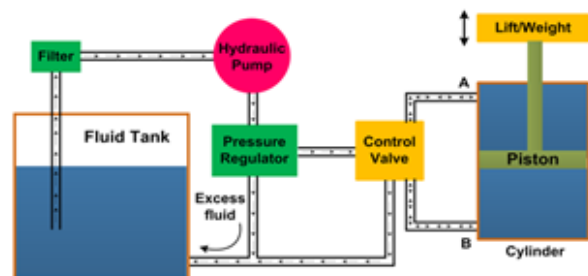 Filter
Hydraulic
Pump
Lift/Weight
Fluid Tank
Pressure
Regulator
Control
Valve
A
Piston
Excess
fluid
B
Cylinder